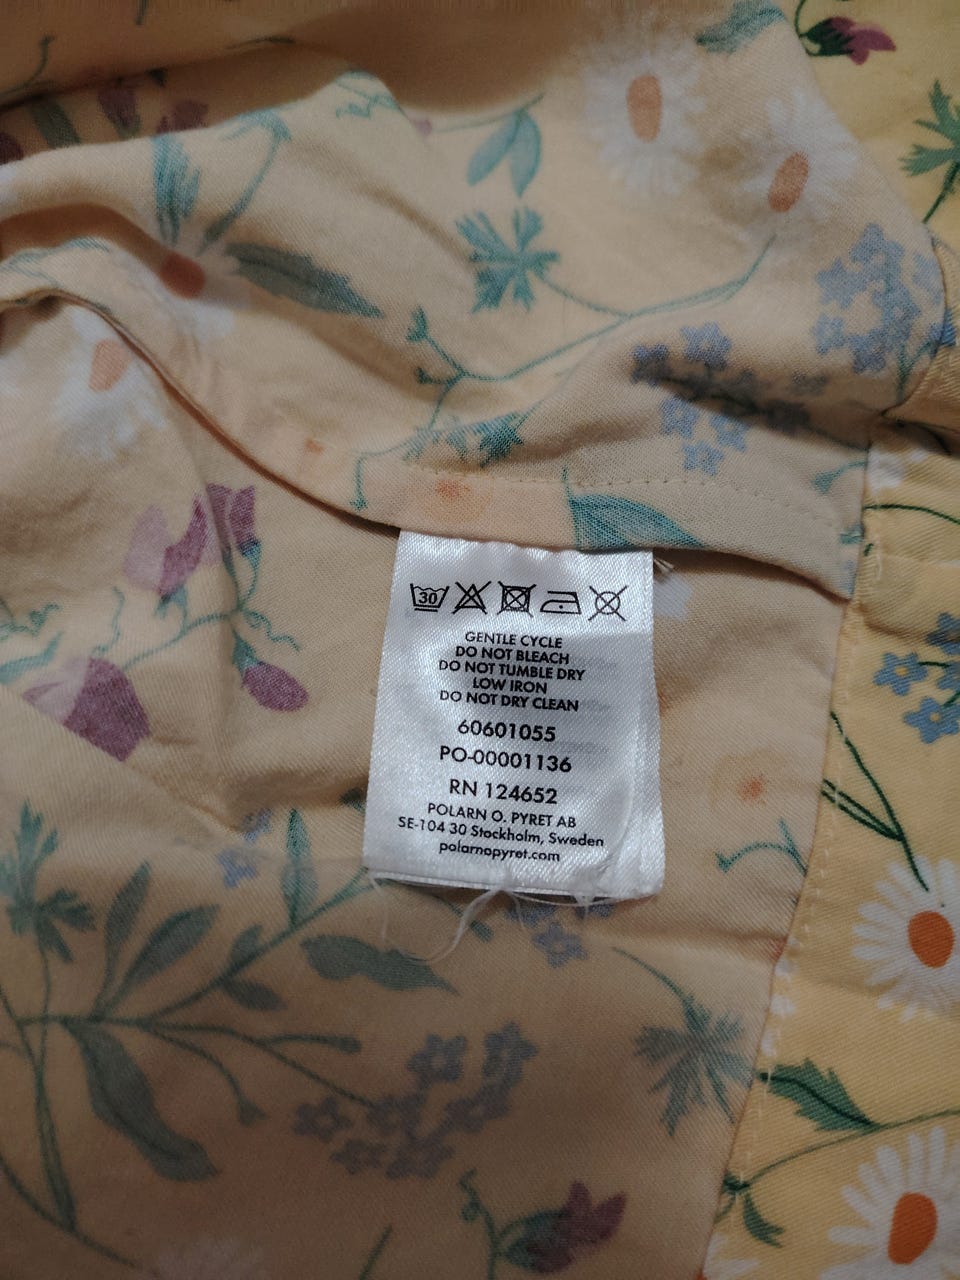 30
GENTLE CYCLE
DO NOT BLEACH
DO NOT TUMBLE DRY
LOW IRON
DO NOT DRY CLEAN
60601055
PO-00001136
RN 124652
POLARN O. PYRET AB
SE-104 30 Stockholm, Sweden
polarnopyret.com